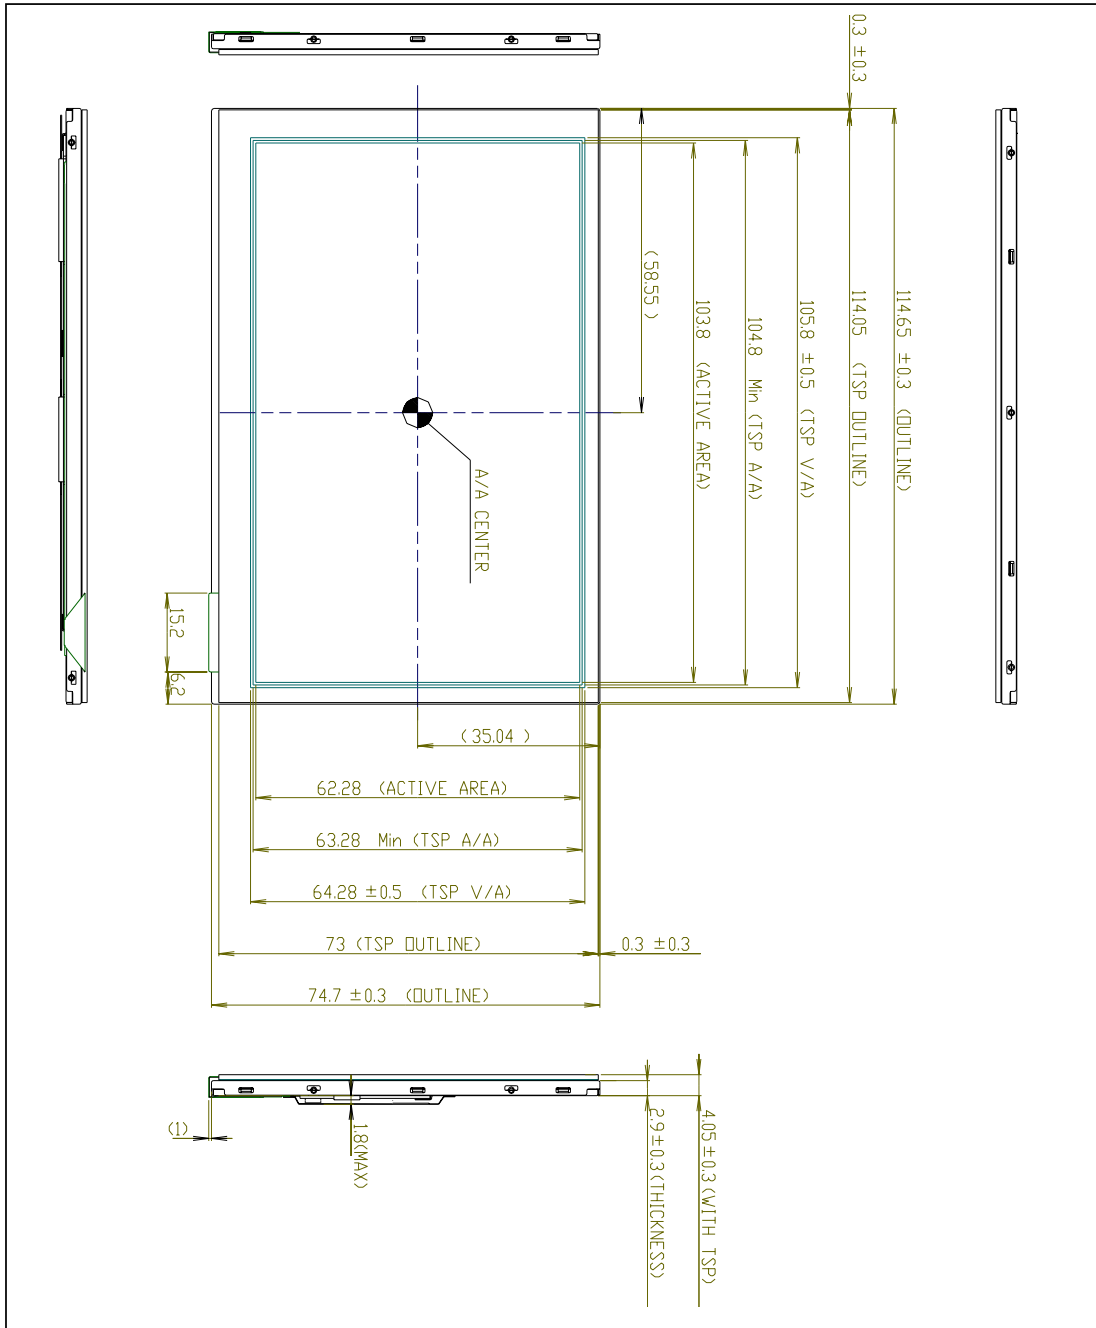 0.3 ±0.3
(58.55)
103.8 (ACTIVE AREA)
104.8 Min (TSP A/A)
105.8 ±0.5 (TSP V/A)
114.05 (TSP OUTLINE)
114.65 ±0.3 (OUTLINE)
A/A CENTER
15.2
6.2
(35.04)
62.28 (ACTIVE AREA)
63.28 Min (TSP A/A)
64.28 ±0.5 (TSP V/A)
73 (TSP OUTLINE)
0.3 ±0.3
74.7 ±0.3 (OUTLINE)
(1)
1.8(MAX)
2.9±0.3(THICKNESS)
4.05±0.3(WITH TSP)